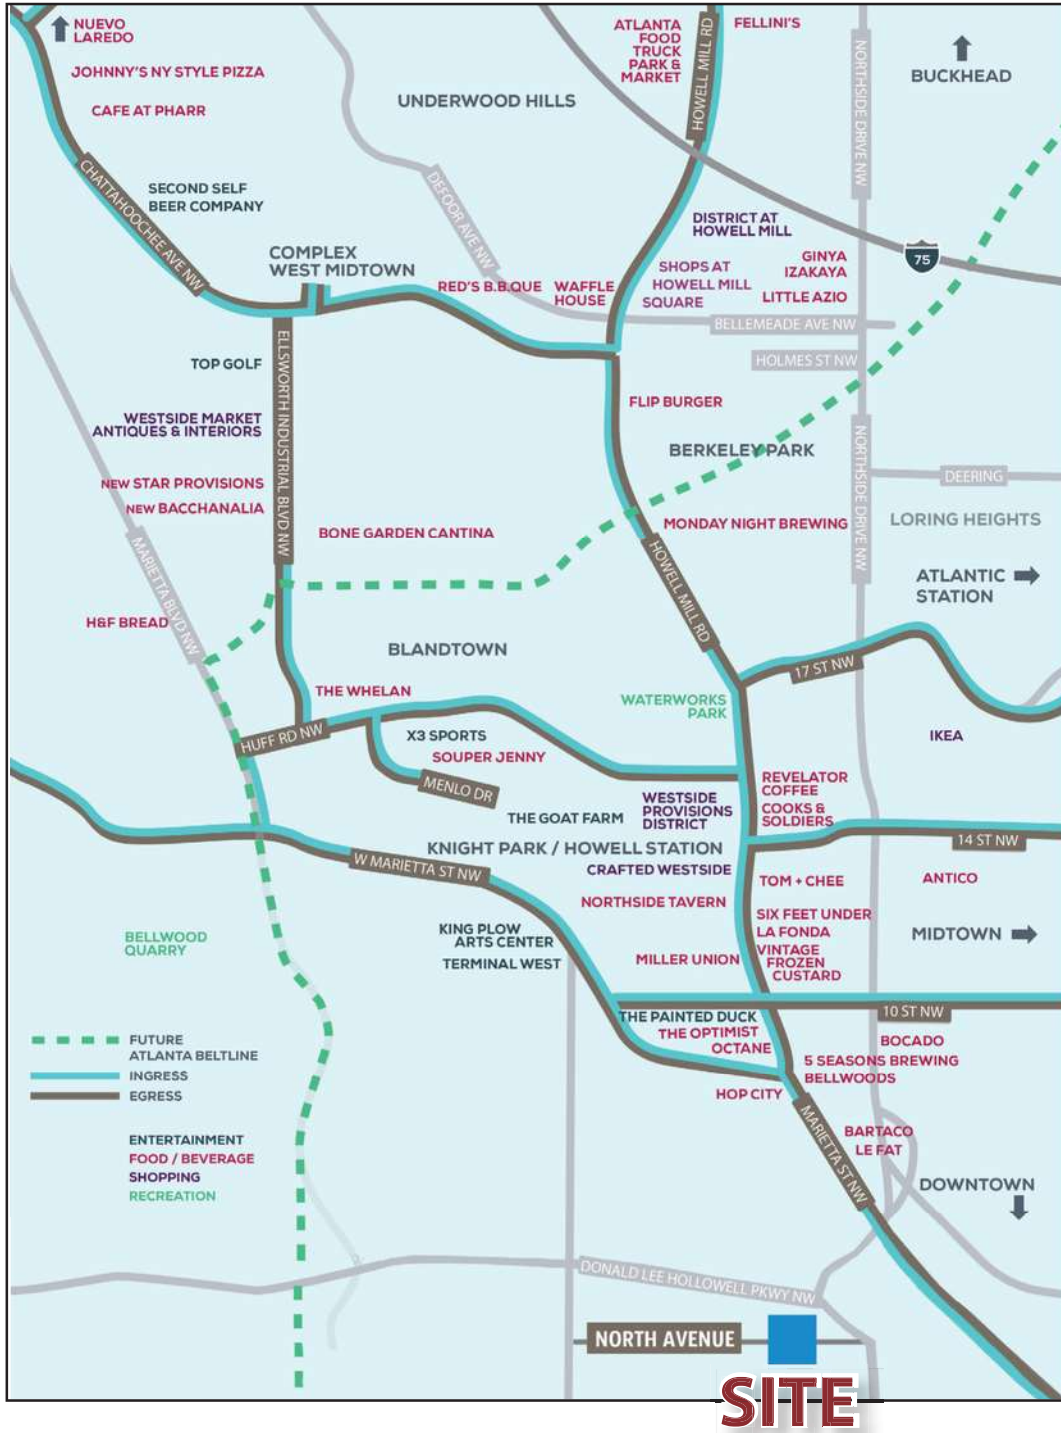 NUEVO
LAREDO
JOHNNY'S NY STYLE PIZZA
CAFE AT PHARR
ATLANTA
FOOD
TRUCK
PARK &
MARKET
FELLINI'S
HOWELL MILL RD
NORTHSIDE DRIVE NW
BUCKHEAD
UNDERWOOD HILLS
CHATTAHOOCHEE AVE NW
SECOND SELF
BEER COMPANY
DEFOOR AVE NW
DISTRICT AT
HOWELL MILL
COMPLEX
WEST MIDTOWN
GINYA
IZAKAYA
75
SHOPS AT
HOWELL MILL
SQUARE
RED'S B.B.QUE
WAFFLE
HOUSE
LITTLE AZIO
BELLEMEADE AVE NW
HOLMES ST NW
TOP GOLF
ELLSWORTH INDUSTRIAL BLVD NW
FLIP BURGER
WESTSIDE MARKET
ANTIQUES & INTERIORS
BERKELEY PARK
NORTHSIDE DRIVE NW
DEERING
NEW STAR PROVISIONS
NEW BACCHANALIA
BONE GARDEN CANTINA
MONDAY NIGHT BREWING
LORING HEIGHTS
MARIETTA BLVD NW
HOWELL MILL RD
ATLANTIC
STATION
H&F BREAD
BLANDTOWN
17 ST NW
THE WHELAN
WATERWORKS
PARK
HUFF RD NW
X3 SPORTS
IKEA
SOUPER JENNY
MENLO DR
REVELATOR
COFFEE
WESTSIDE
PROVISIONS
DISTRICT
COOKS &
SOLDIERS
THE GOAT FARM
14 ST NW
KNIGHT PARK / HOWELL STATION
W MARIETTA ST NW
CRAFTED WESTSIDE
TOM + CHEE
ANTICO
NORTHSIDE TAVERN
SIX FEET UNDER
LA FONDA
VINTAGE
FROZEN
CUSTARD
MIDTOWN
BELLWOOD
QUARRY
KING PLOW
ARTS CENTER
TERMINAL WEST
MILLER UNION
10 ST NW
THE PAINTED DUCK
THE OPTIMIST
OCTANE
BOCADO
5 SEASONS BREWING
BELLWOODS
HOP CITY
FUTURE
ATLANTA BELTLINE
INGRESS
EGRESS
ENTERTAINMENT
FOOD / BEVERAGE
SHOPPING
RECREATION
MARIETTA ST NW
BARTACO
LE FAT
DOWNTOWN
DONALD LEE HOLLOWELL PKWY NW
NORTH AVENUE
SITE